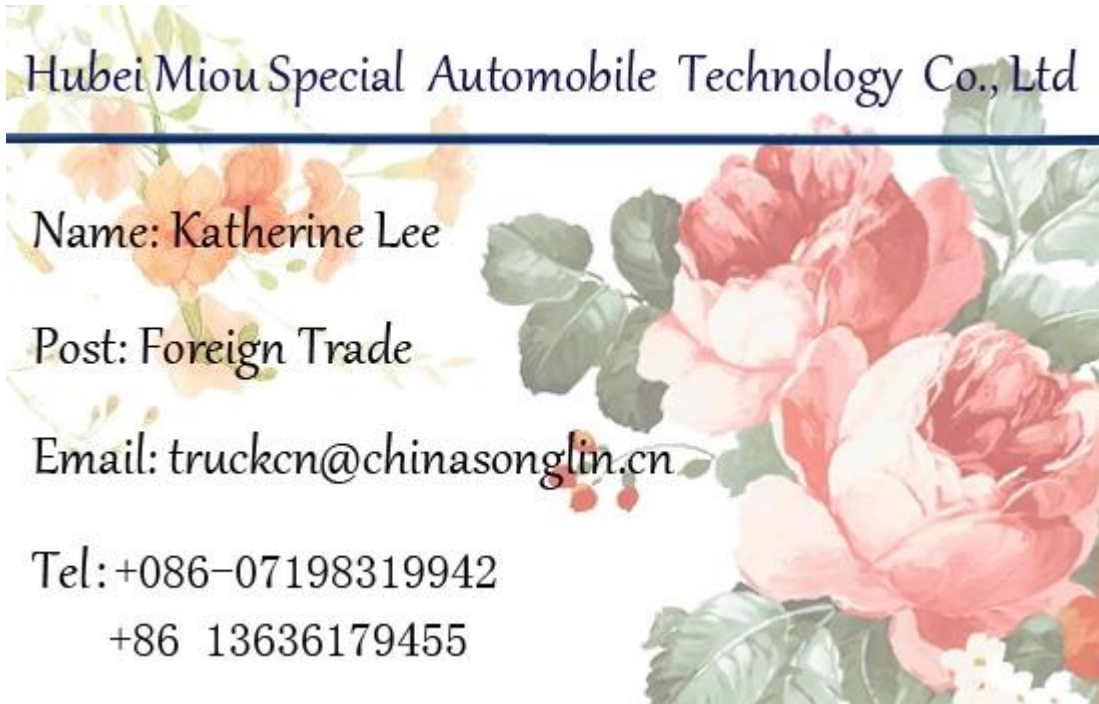 Hubei Miou Special Automobile Technology Co., Ltd
Name: Katherine Lee
Post: Foreign Trade
Email: truckcn@chinasonglin.cn
Tel:+086-07198319942
+86 13636179455